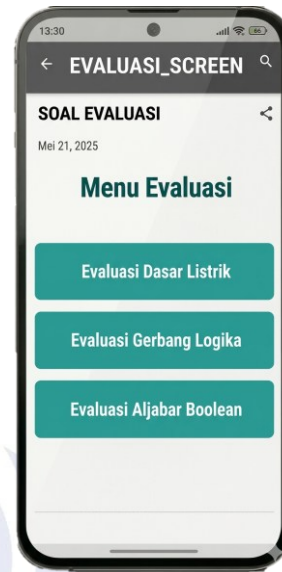 13:30
66
EVALUASI_SCREEN
SOAL EVALUASI
Mei 21, 2025
Menu Evaluasi
Evaluasi Dasar Listrik
Evaluasi Gerbang Logika
Evaluasi Aljabar Boolean